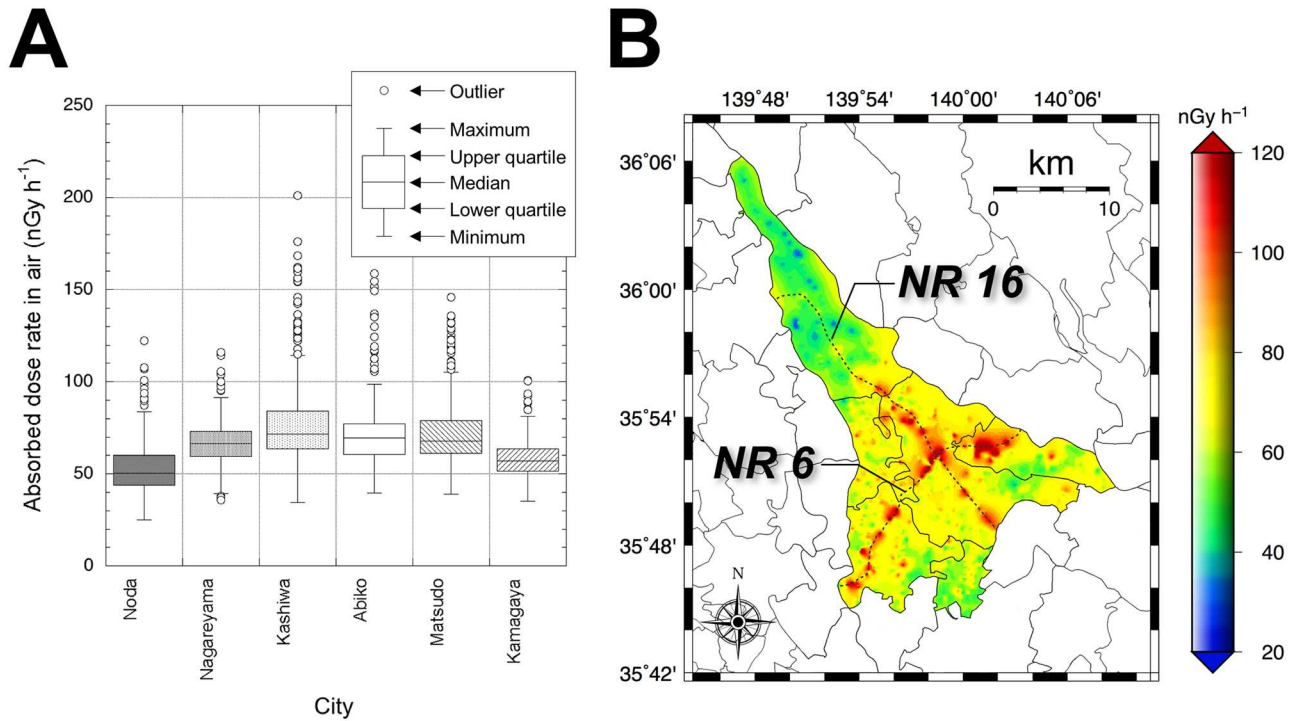 A
Outlier
Maximum
Upper quartile
Median
Lower quartile
Minimum
250
200
150
100
50
0
Absorbed dose rate in air (nGy h⁻¹)
Noda
Nagareyama
Kashiwa
Abiko
Matsudo
Kamagaya
City
B
139˚48' 139˚54' 140˚00' 140˚06'
36˚06'
36˚00'
35˚54'
35˚48'
35˚42'
km
0 10
NR 16
NR 6
N
nGy h⁻¹
120
100
80
60
40
20